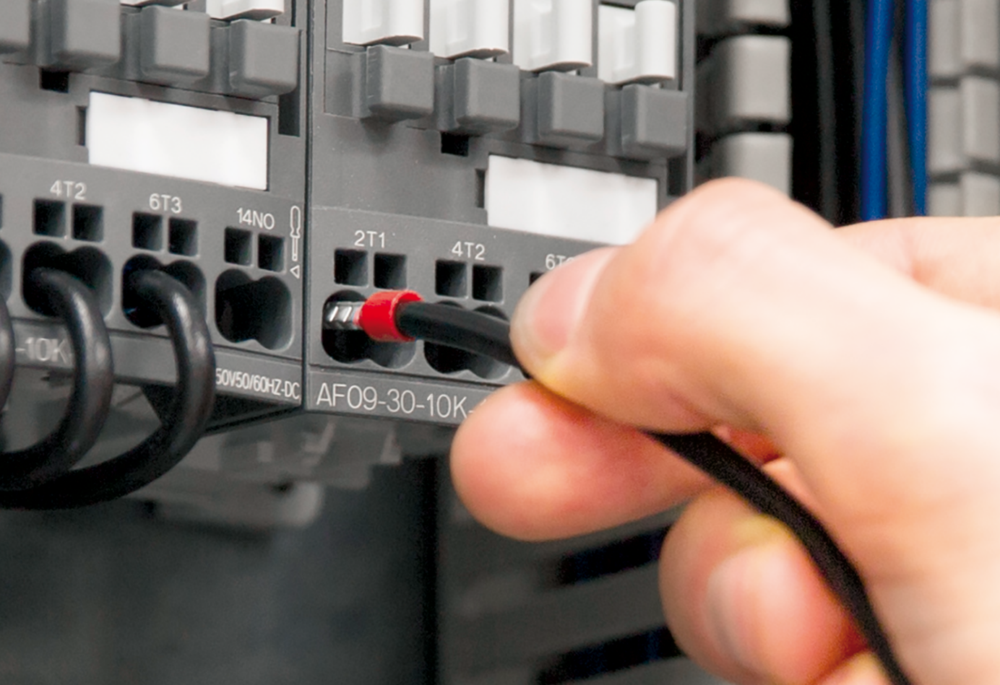 4T2
6T3
14NO
2T1
4T2
-10K
50V50/60HZ-DC
AF09-30-10K-